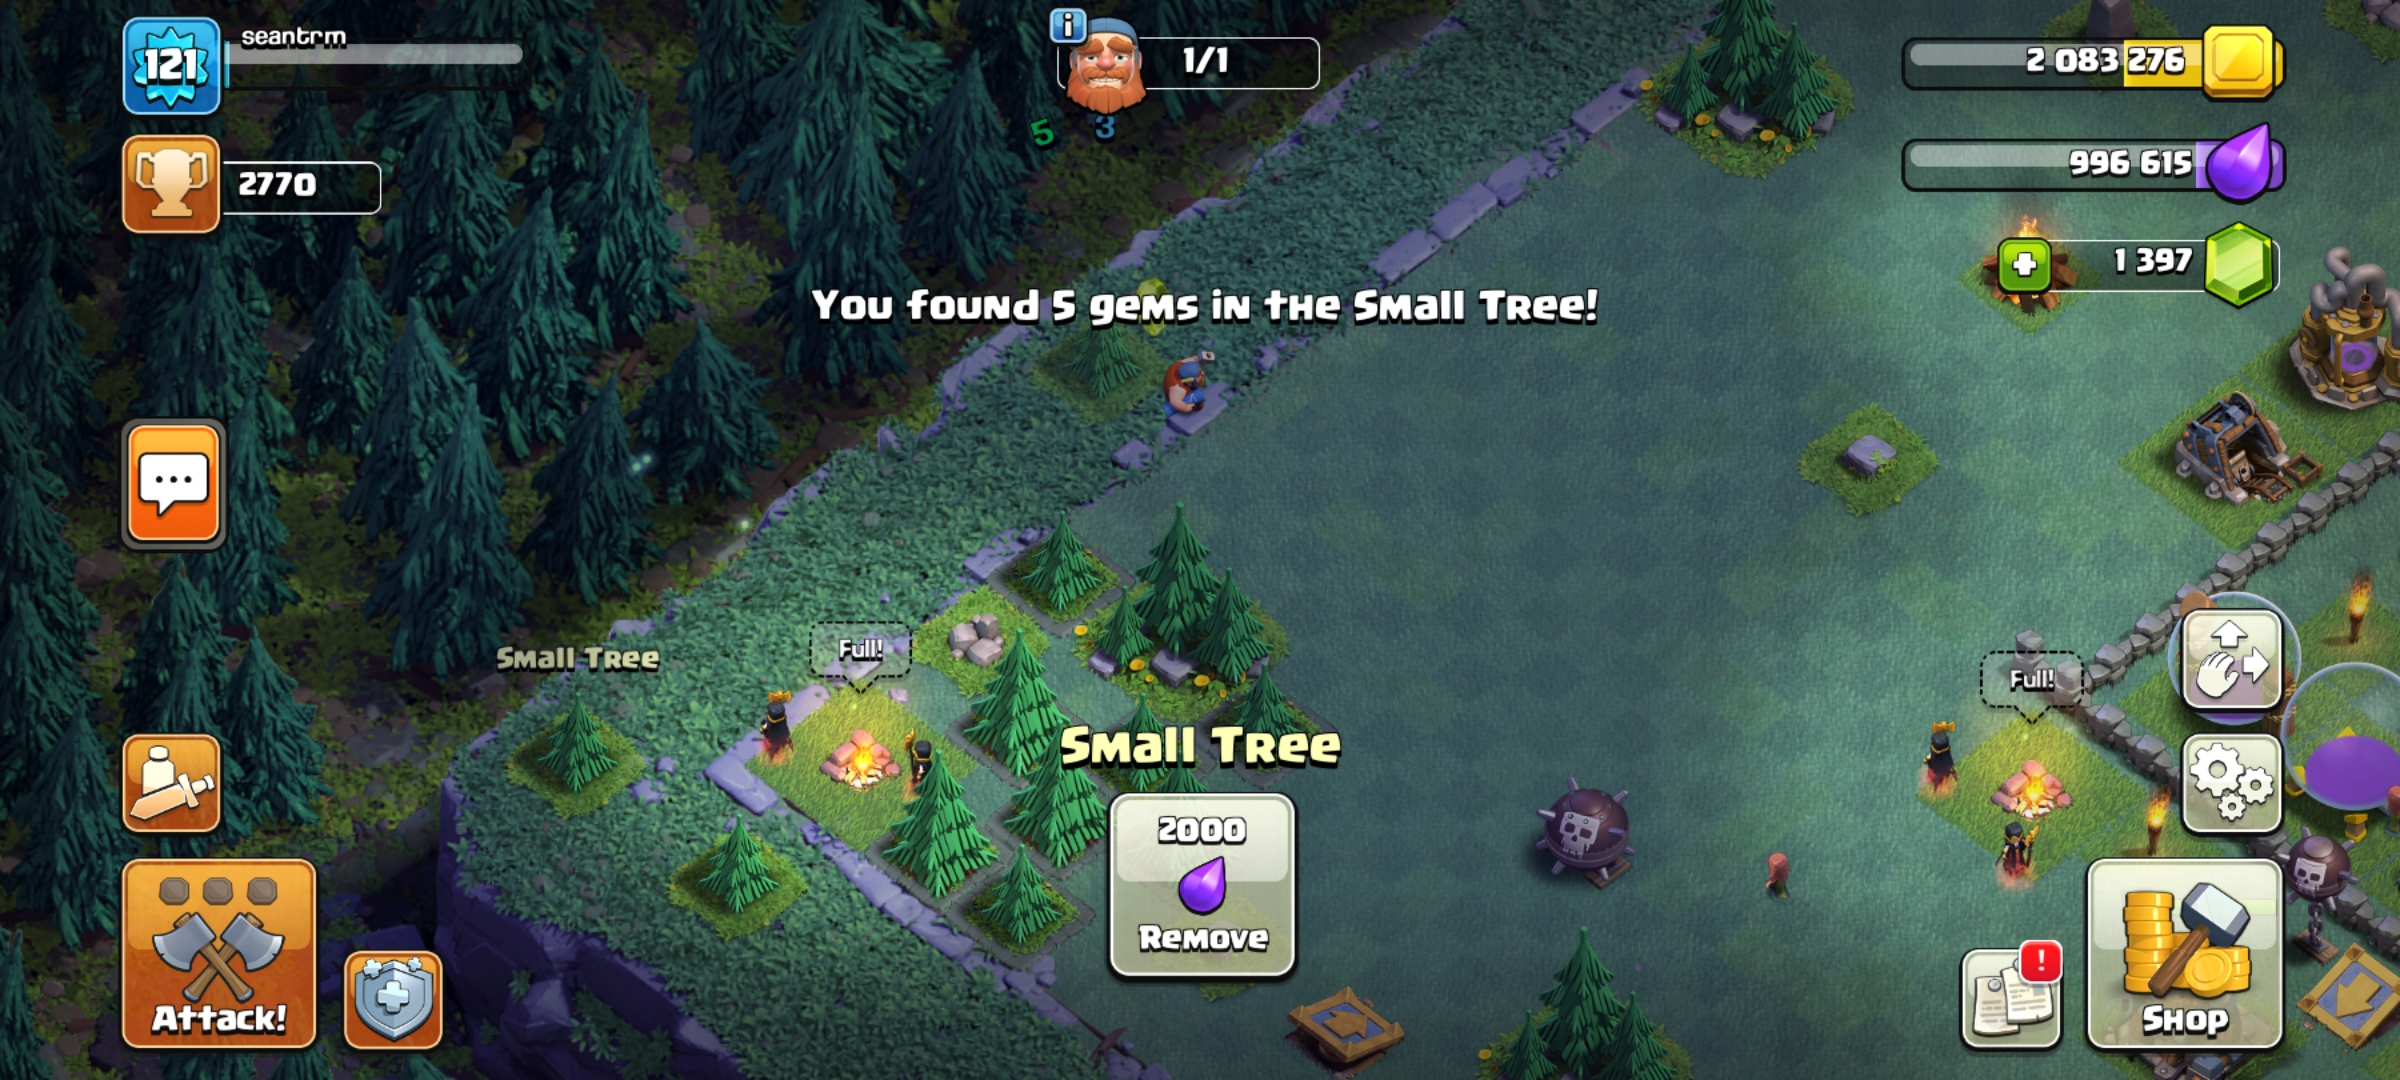 seantrm
121
1/1
2 083 276
5
3
996 615
2770
1 397
You found 5 gems in the Small Tree!
Full!
Small Tree
Full!
Small Tree
2000
Remove
!
Attack!
Shop